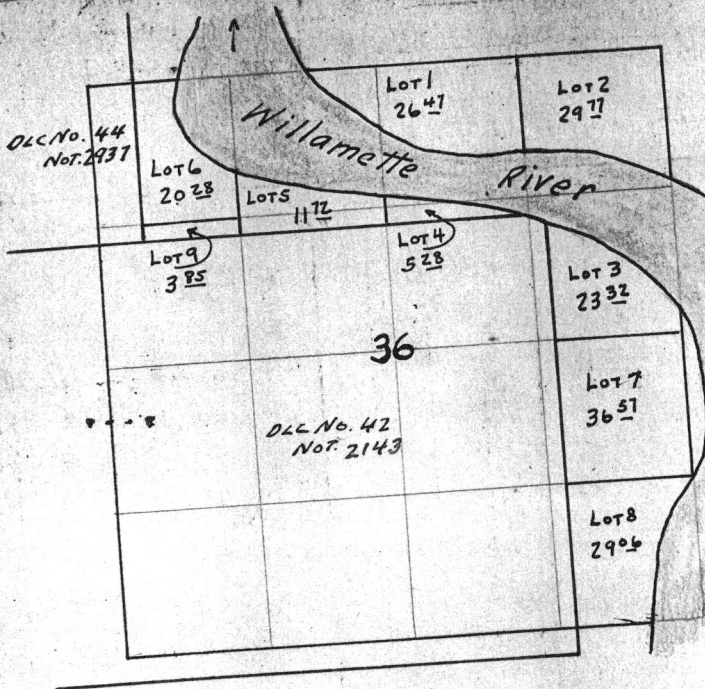 LOT 1
26 47
LOT 2
29 77
DLC No. 44
NOT. 2937
Willamette
River
LOT 6
20 28
LOT 5
11 72
LOT 9
3 85
LOT 4
5 28
LOT 3
23 32
36
LOT 7
36 57
DLC No. 42
NOT. 2143
LOT 8
29 06